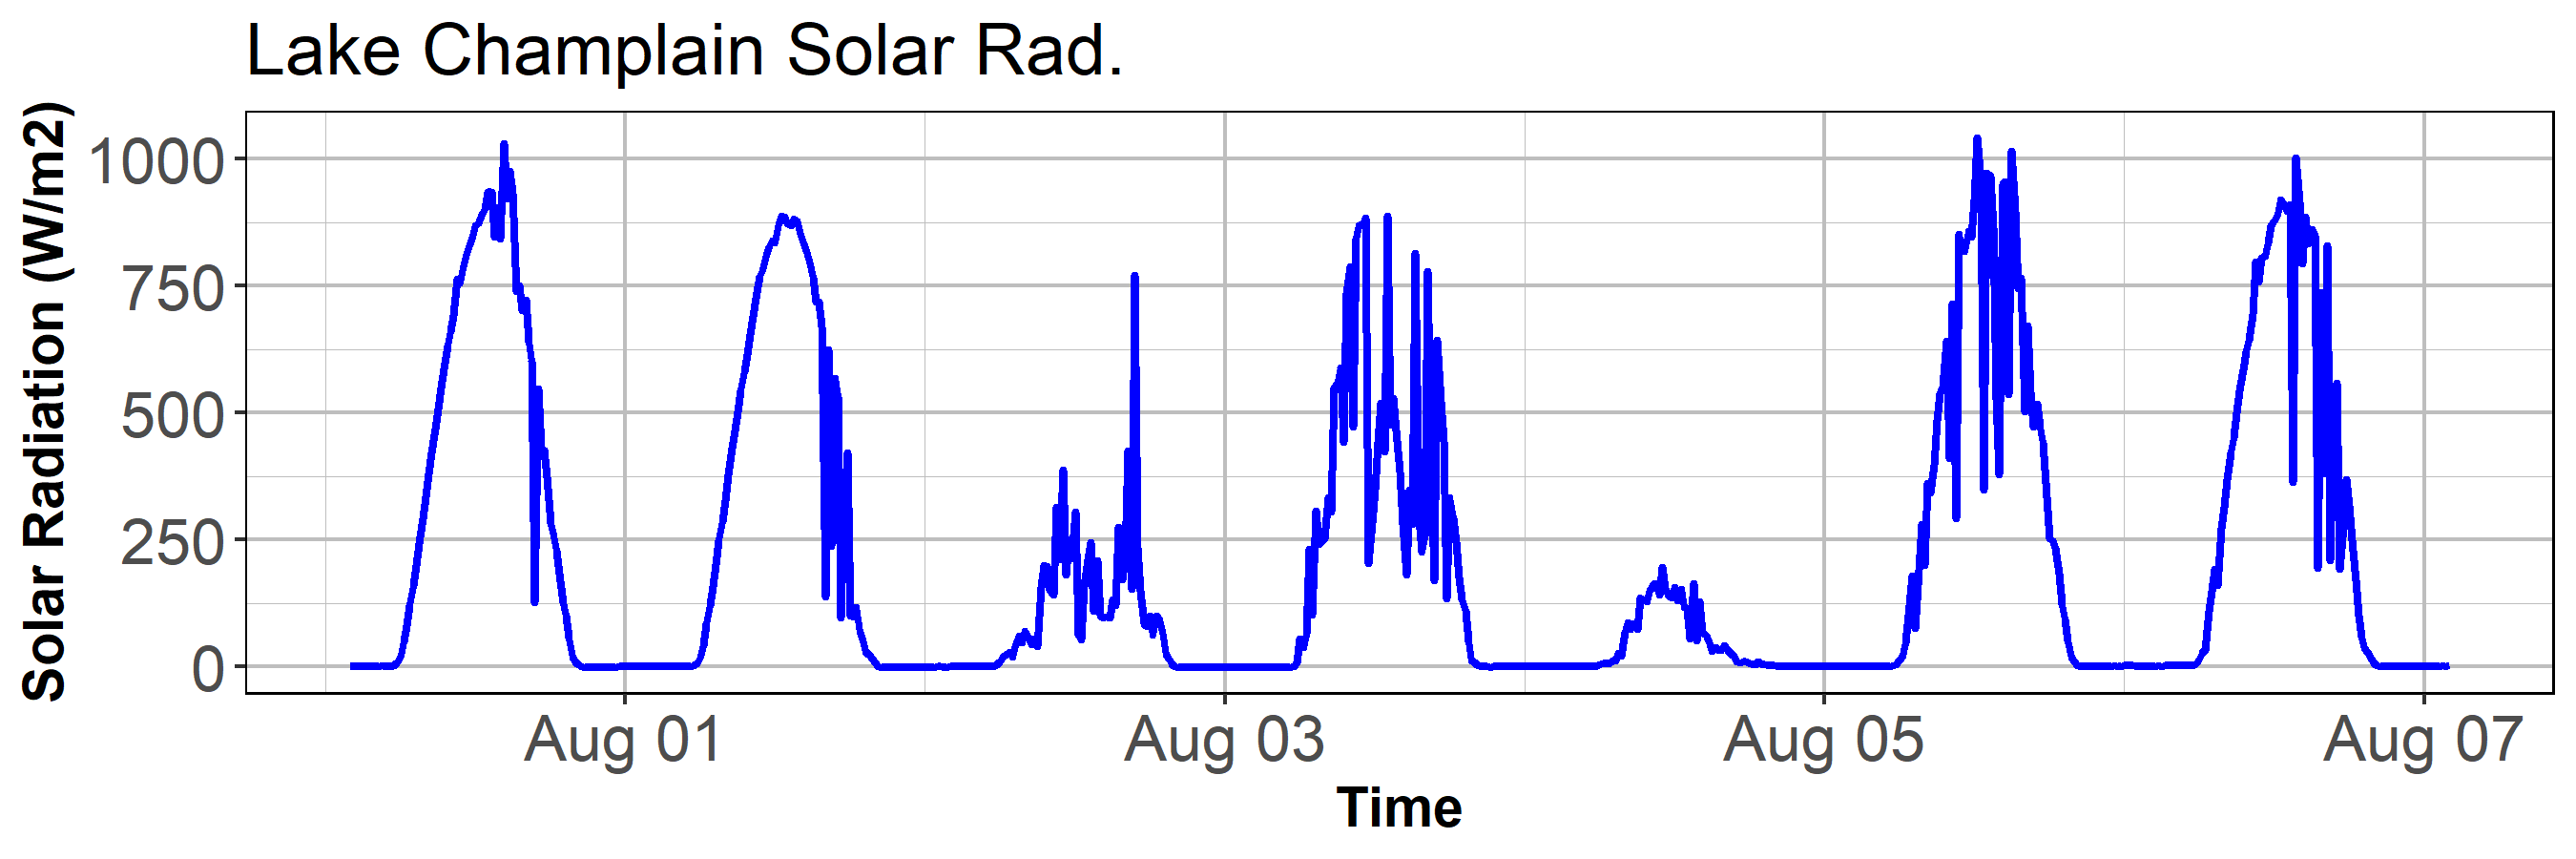 Lake Champlain Solar Rad.
Solar Radiation (W/m2)
1000
750
500
250
0
Aug 01 Aug 03 Aug 05 Aug 07
Time